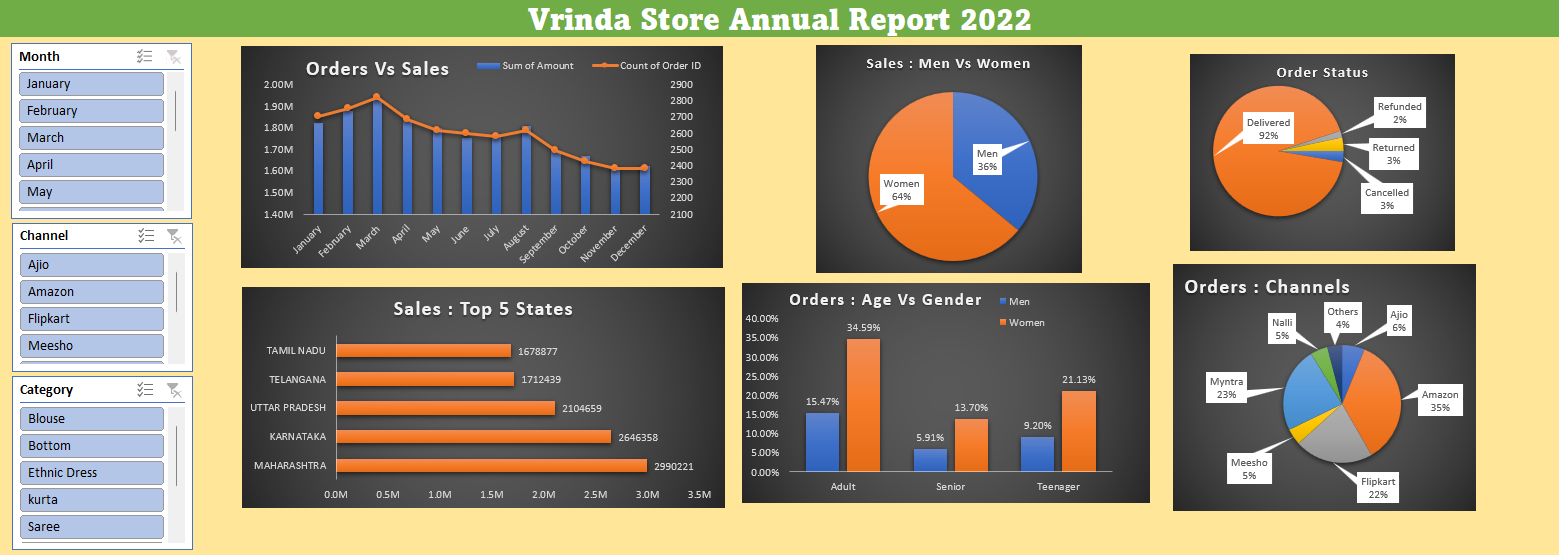 Vrinda Store Annual Report 2022
Month
January
February
March
April
May
Channel
Ajio
Amazon
Flipkart
Meesho
Category
Blouse
Bottom
Ethnic Dress
kurta
Saree
Orders Vs Sales
Sum of Amount
Count of Order ID
2.00M
1.90M
1.80M
1.70M
1.60M
1.50M
1.40M
2900
2800
2700
2600
2500
2400
2300
2200
2100
January
February
March
April
May
June
July
August
September
October
November
December
Sales : Men Vs Women
Men
36%
Women
64%
Order Status
Delivered
92%
Refunded
2%
Returned
3%
Cancelled
3%
Sales : Top 5 States
TAMIL NADU
1678877
TELANGANA
1712439
UTTAR PRADESH
2104659
KARNATAKA
2646358
MAHARASHTRA
2990221
0.0M
0.5M
1.0M
1.5M
2.0M
2.5M
3.0M
3.5M
Orders : Age Vs Gender
Men
Women
40.00%
35.00%
30.00%
25.00%
20.00%
15.00%
10.00%
5.00%
0.00%
15.47%
34.59%
5.91%
13.70%
9.20%
21.13%
Adult
Senior
Teenager
Orders : Channels
Nalli
5%
Others
4%
Ajio
6%
Myntra
23%
Amazon
35%
Meesho
5%
Flipkart
22%